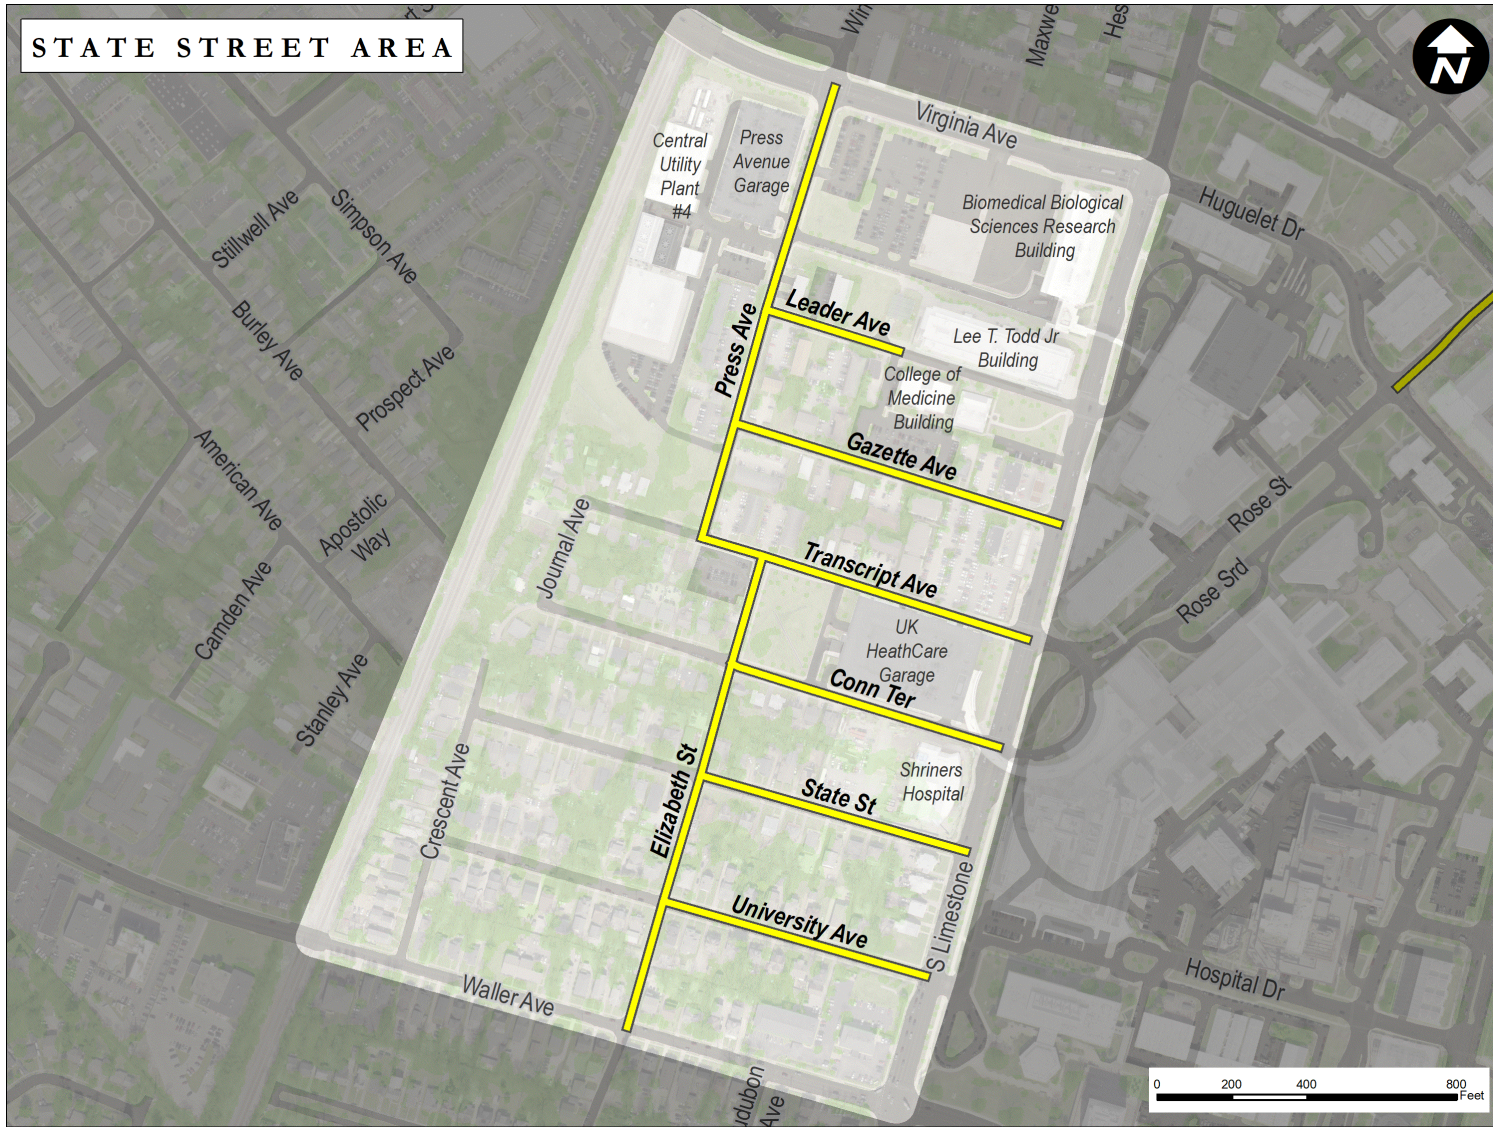 STATE STREET AREA
N
Maxwe
Hes
Virginia Ave
Central
Utility
Plant
#4
Press
Avenue
Garage
Biomedical Biological
Sciences Research
Building
Huguelet Dr
Stillwell Ave
Simpson Ave
Burley Ave
Prospect Ave
Press Ave
Leader Ave
Lee T. Todd Jr
Building
College of
Medicine
Building
Gazette Ave
American Ave
Apostolic
Way
Journal Ave
Rose St
Transcript Ave
Rose Srd
Camden Ave
UK
HeathCare
Garage
Conn Ter
Stanley Ave
Crescent Ave
Elizabeth St
State St
Shriners
Hospital
University Ave
S Limestone
Waller Ave
Hospital Dr
udubon
Ave
0 200 400 800
Feet